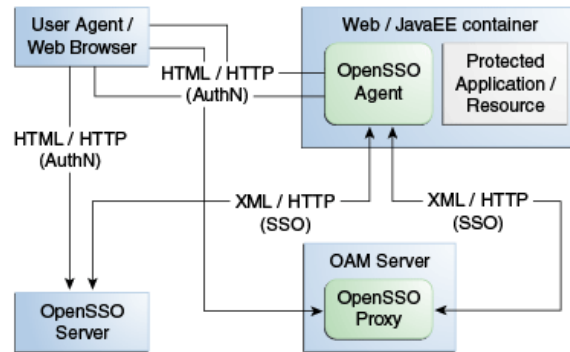 User Agent /
Web Browser
Web / JavaEE container
OpenSSO
Agent
Protected
Application /
Resource
HTML / HTTP
(AuthN)
HTML / HTTP
(AuthN)
XML / HTTP
(SSO)
XML / HTTP
(SSO)
OAM Server
OpenSSO
Proxy
OpenSSO
Server